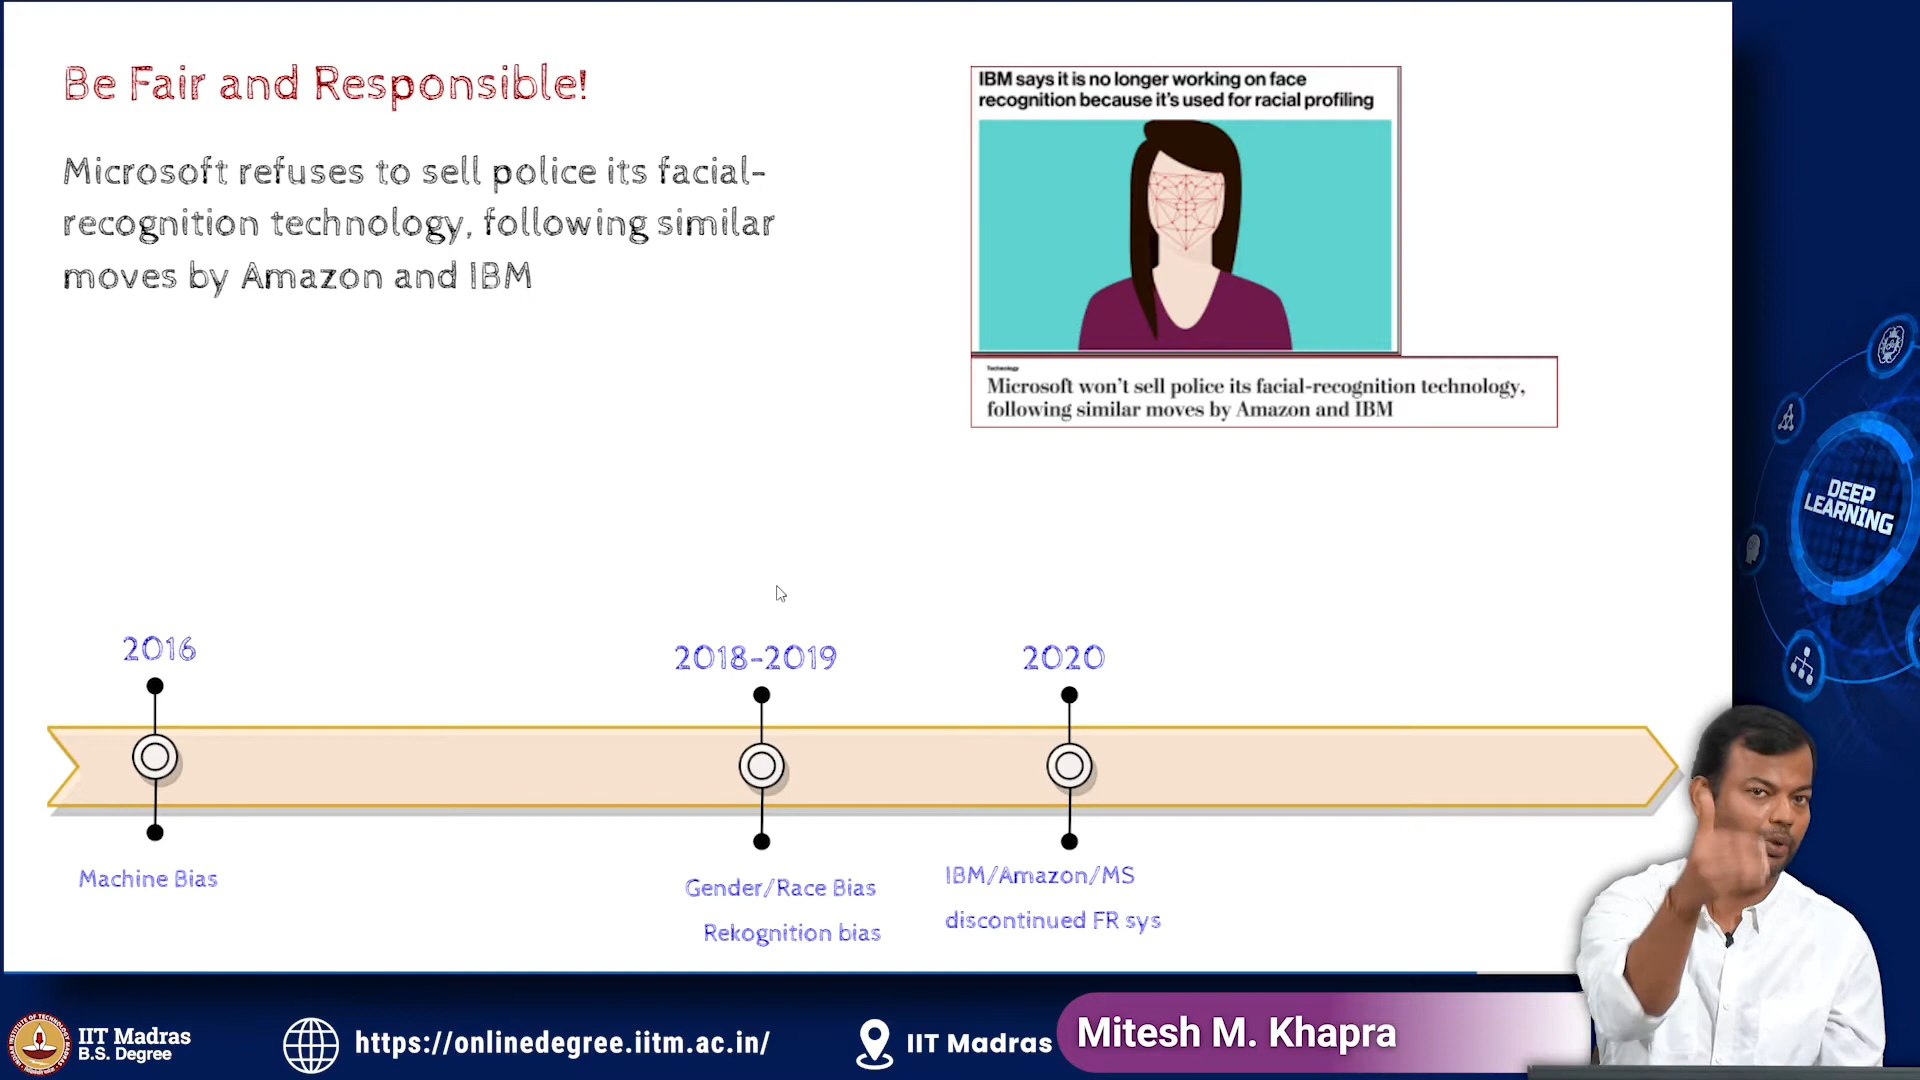 Be Fair and Responsible!
Microsoft refuses to sell police its facial-
recognition technology, following similar
moves by Amazon and IBM
IBM says it is no longer working on face
recognition because it's used for racial profiling
Technology
Microsoft won't sell police its facial-recognition technology,
following similar moves by Amazon and IBM
DEEP
LEARNING
2016
2018-2019
2020
Machine Bias
Gender/Race Bias
Rekognition bias
IBM/Amazon/MS
discontinued FR sys
IIT Madras
B.S. Degree
https://onlinedegree.iitm.ac.in/
IIT Madras
Mitesh M. Khapra